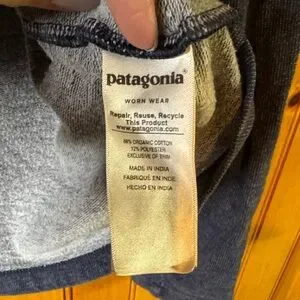 patagonia®
WORN WEAR
Repair, Reuse, Recycle
This Product
www.patagonia.com
88% ORGANIC COTTON
12% POLYESTER
EXCLUSIVE OF TRIM
MADE IN INDIA
FABRIQUÉ EN INDE
HECHO EN INDIA